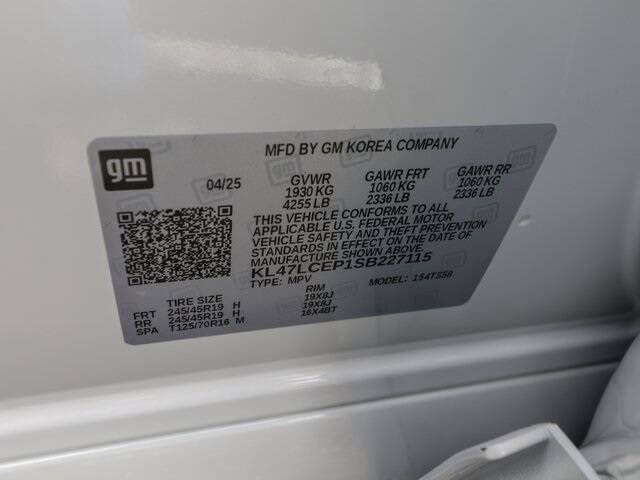 gm
MFD BY GM KOREA COMPANY
04/25 GVWR GAWR FRT GAWR RR
1930 KG 1060 KG 1060 KG
4255 LB 2336 LB 2336 LB
THIS VEHICLE CONFORMS TO ALL
APPLICABLE U.S. FEDERAL MOTOR
VEHICLE SAFETY AND THEFT PREVENTION
STANDARDS IN EFFECT ON THE DATE OF
MANUFACTURE SHOWN ABOVE.
KL47LCEP1SB227115
TYPE: MPV MODEL: 1S4TS58
TIRE SIZE RIM
FRT 245/45R19 H 19X8J
RR 245/45R19 H 19X8J
SPA T125/70R16 M 16X4BT